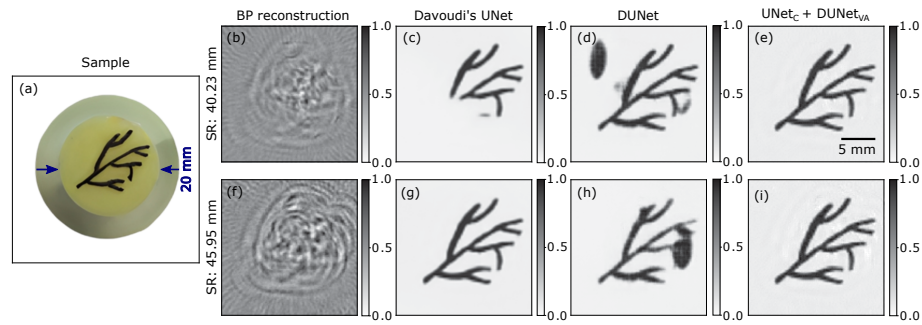 BP reconstruction
Davoudi's UNet
DUNet
UNetC + DUNetVA
Sample
(a)
20 mm
SR: 40.23 mm
(b)
1.0
0.5
0.0
(c)
1.0
0.5
0.0
(d)
1.0
0.5
0.0
(e)
5 mm
1.0
0.5
0.0
SR: 45.95 mm
(f)
1.0
0.5
0.0
(g)
1.0
0.5
0.0
(h)
1.0
0.5
0.0
(i)
1.0
0.5
0.0